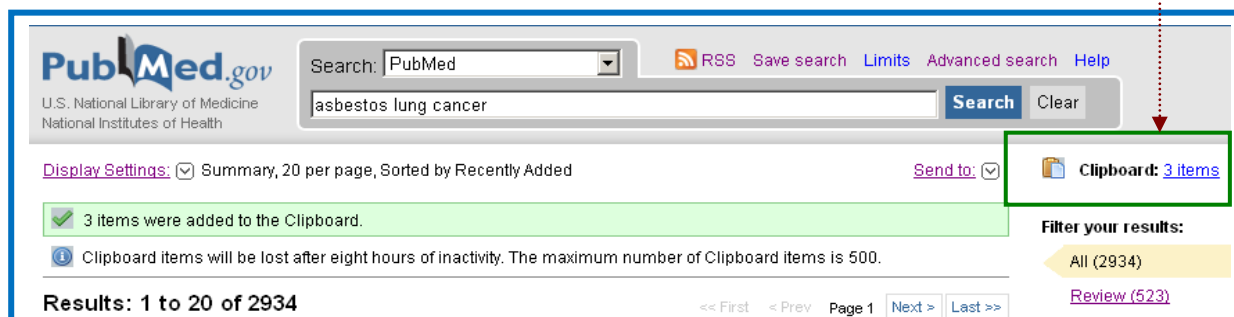 PubMed.gov
U.S. National Library of Medicine
National Institutes of Health
Search: PubMed
RSS Save search Limits Advanced search Help
asbestos lung cancer
Search Clear
Display Settings: Summary, 20 per page, Sorted by Recently Added
Send to:
Clipboard: 3 items
3 items were added to the Clipboard.
Clipboard items will be lost after eight hours of inactivity. The maximum number of Clipboard items is 500.
Results: 1 to 20 of 2934
<< First < Prev Page 1 Next > Last >>
Filter your results:
All (2934)
Review (523)